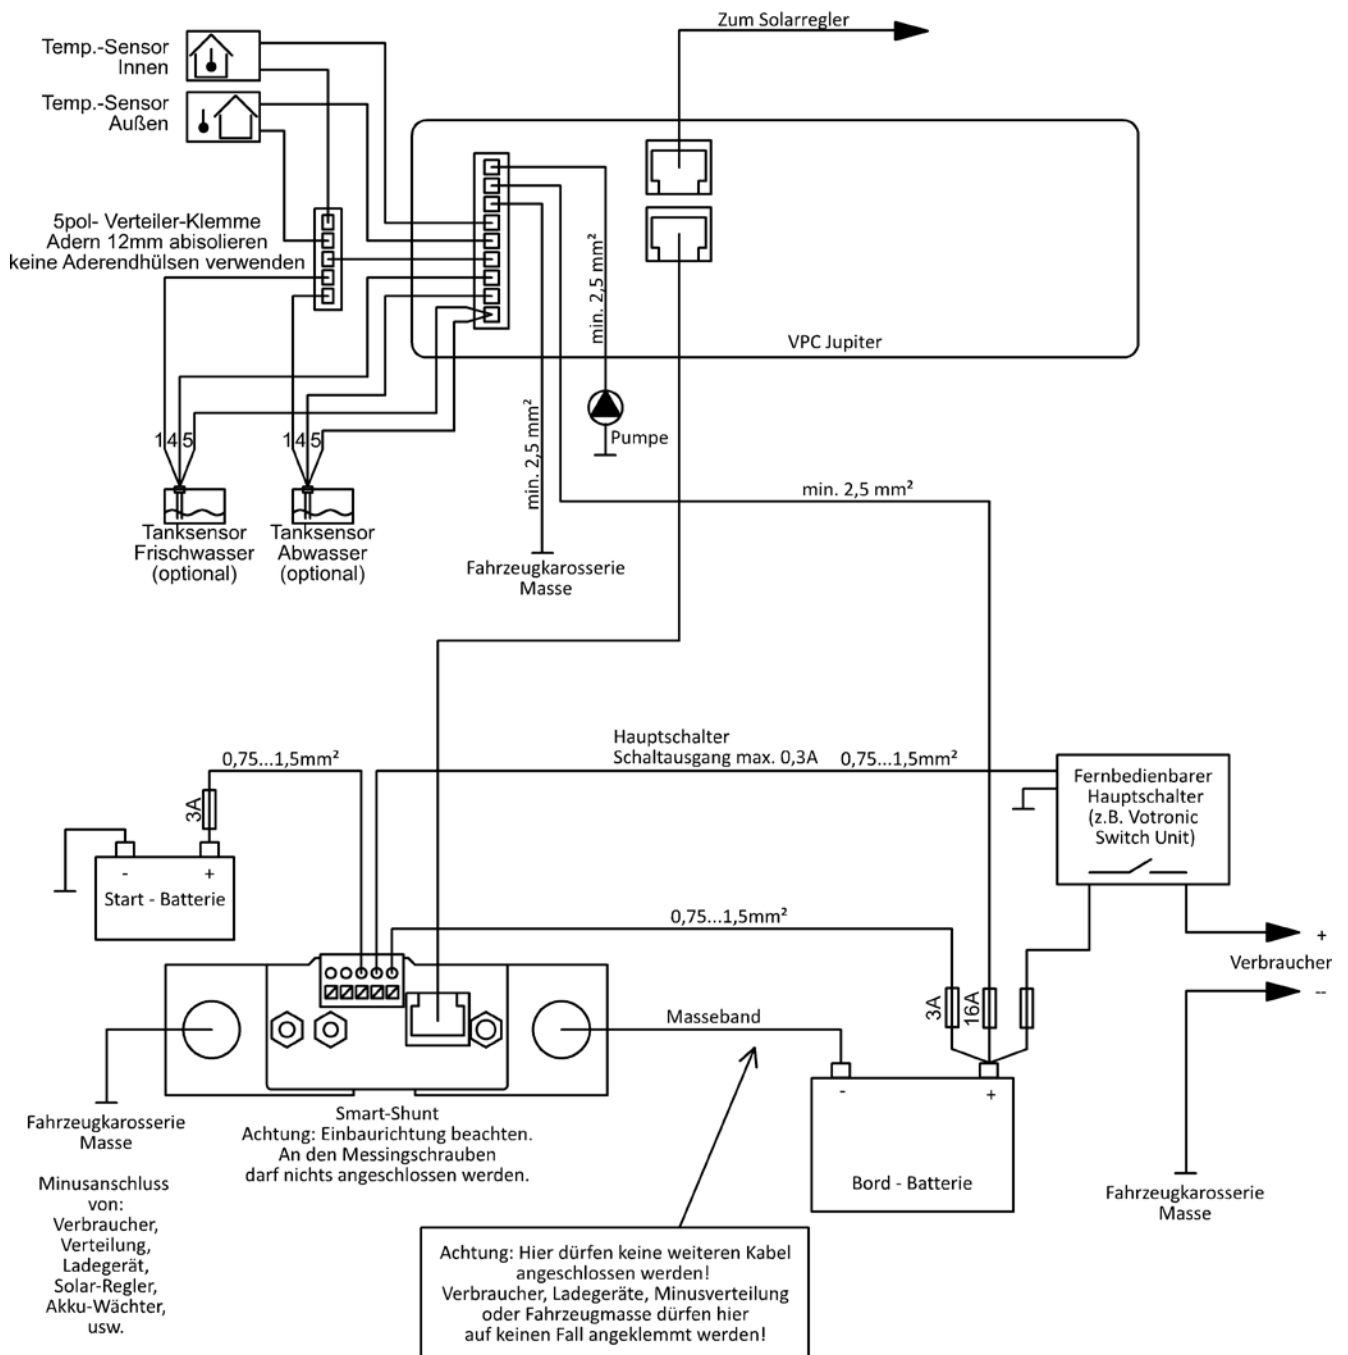 Zum Solarregler
Temp.-Sensor
Innen
Temp.-Sensor
Außen
5pol- Verteiler-Klemme
Adern 12mm abisolieren
keine Aderendhülsen verwenden
min. 2,5 mm²
VPC Jupiter
min. 2,5 mm²
Pumpe
1 4 5
1 4 5
min. 2,5 mm²
Tanksensor
Frischwasser
(optional)
Tanksensor
Abwasser
(optional)
Fahrzeugkarosserie
Masse
Hauptschalter
Schaltausgang max. 0,3A
0,75...1,5mm²
0,75...1,5mm²
Fernbedienbarer
Hauptschalter
(z.B. Votronic
Switch Unit)
3A
- +
Start - Batterie
0,75...1,5mm²
+
Verbraucher
--
3A
16A
Masseband
- +
Bord - Batterie
Fahrzeugkarosserie
Masse
Smart-Shunt
Achtung: Einbaurichtung beachten.
An den Messingschrauben
darf nichts angeschlossen werden.
Minusanschluss
von:
Verbraucher,
Verteilung,
Ladegerät,
Solar-Regler,
Akku-Wächter,
usw.
Fahrzeugkarosserie
Masse
Achtung: Hier dürfen keine weiteren Kabel
angeschlossen werden!
Verbraucher, Ladegeräte, Minusverteilung
oder Fahrzeugmasse dürfen hier
auf keinen Fall angeklemmt werden!